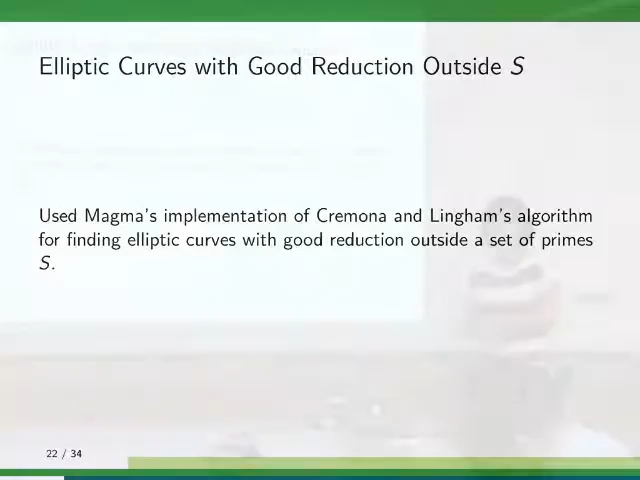 Elliptic Curves with Good Reduction Outside S
Used Magma's implementation of Cremona and Lingham's algorithm
for finding elliptic curves with good reduction outside a set of primes
S.
22 / 34